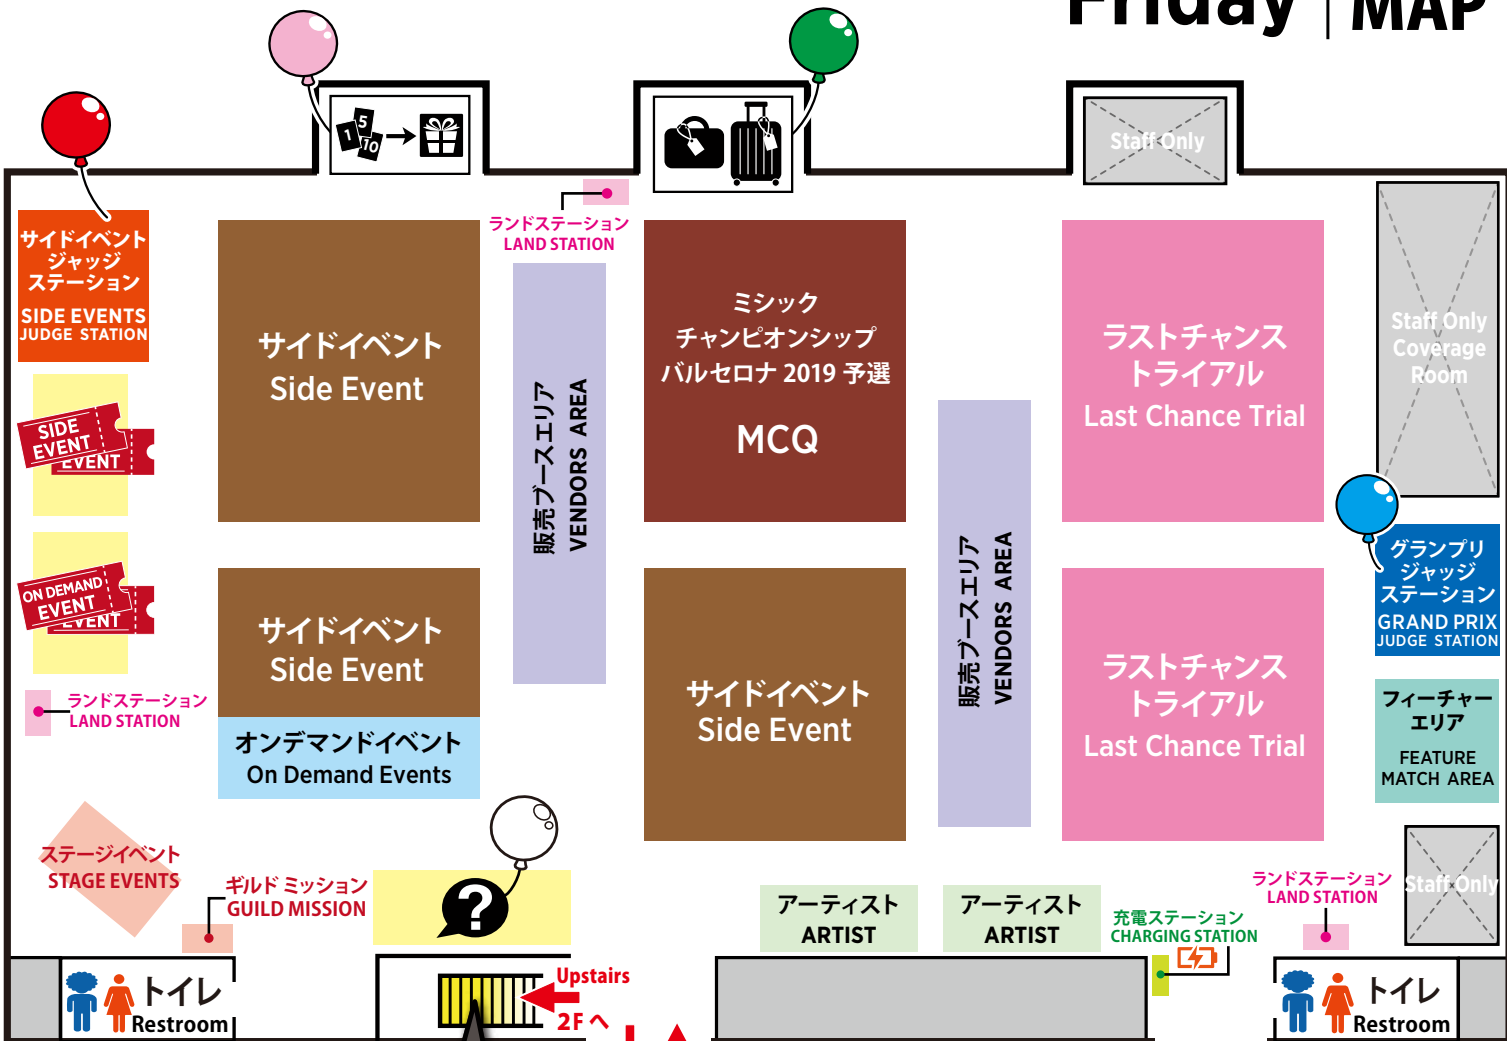 Friday | MAP
1
5
10
Staff Only
ランドステーション
LAND STATION
サイドイベント
ジャッジ
ステーション
SIDE EVENTS
JUDGE STATION
サイドイベント
Side Event
販売ブースエリア
VENDORS AREA
ミシック
チャンピオンシップ
バルセロナ 2019 予選
MCQ
ラストチャンス
トライアル
Last Chance Trial
Staff Only
Coverage
Room
SIDE
EVENT
EVENT
ON DEMAND
EVENT
EVENT
サイドイベント
Side Event
オンデマンドイベント
On Demand Events
サイドイベント
Side Event
販売ブースエリア
VENDORS AREA
ラストチャンス
トライアル
Last Chance Trial
グランプリ
ジャッジ
ステーション
GRAND PRIX
JUDGE STATION
フィーチャー
エリア
FEATURE
MATCH AREA
ランドステーション
LAND STATION
ステージイベント
STAGE EVENTS
ギルド ミッション
GUILD MISSION
?
アーティスト
ARTIST
アーティスト
ARTIST
充電ステーション
CHARGING STATION
ランドステーション
LAND STATION
Staff Only
トイレ
Restroom
Upstairs
2F へ
トイレ
Restroom